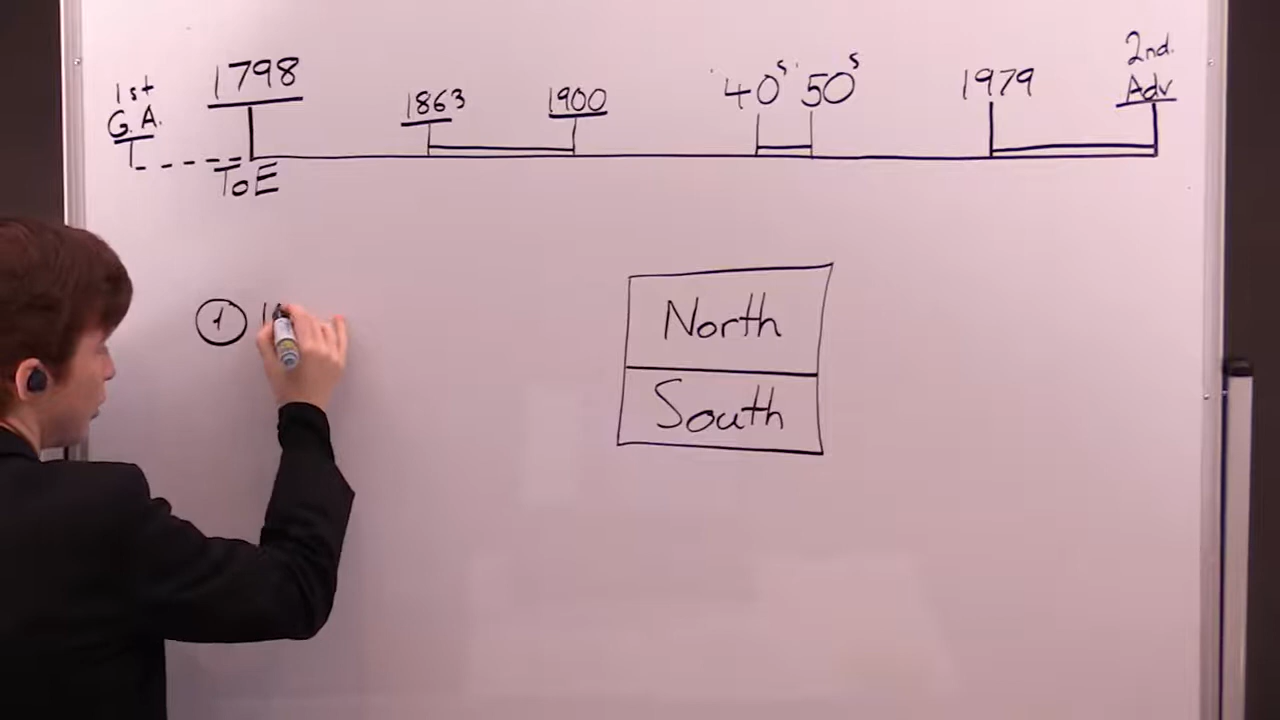 1st
G. A.
1798
1863
1900
'40s '50s
1979
2nd.
Adv
ToE
1
North
South